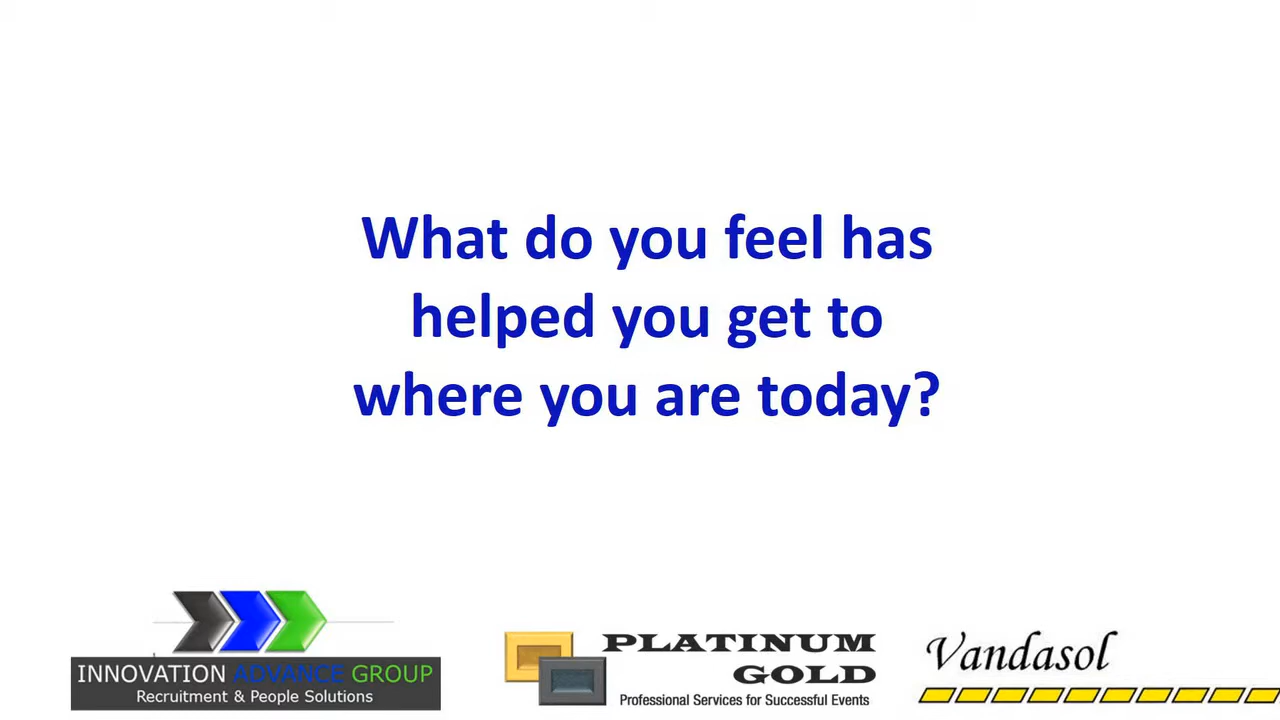 What do you feel has
helped you get to
where you are today?
INNOVATION ADVANCE GROUP
Recruitment & People Solutions
PLATINUM
GOLD
Professional Services for Successful Events
Vandasol